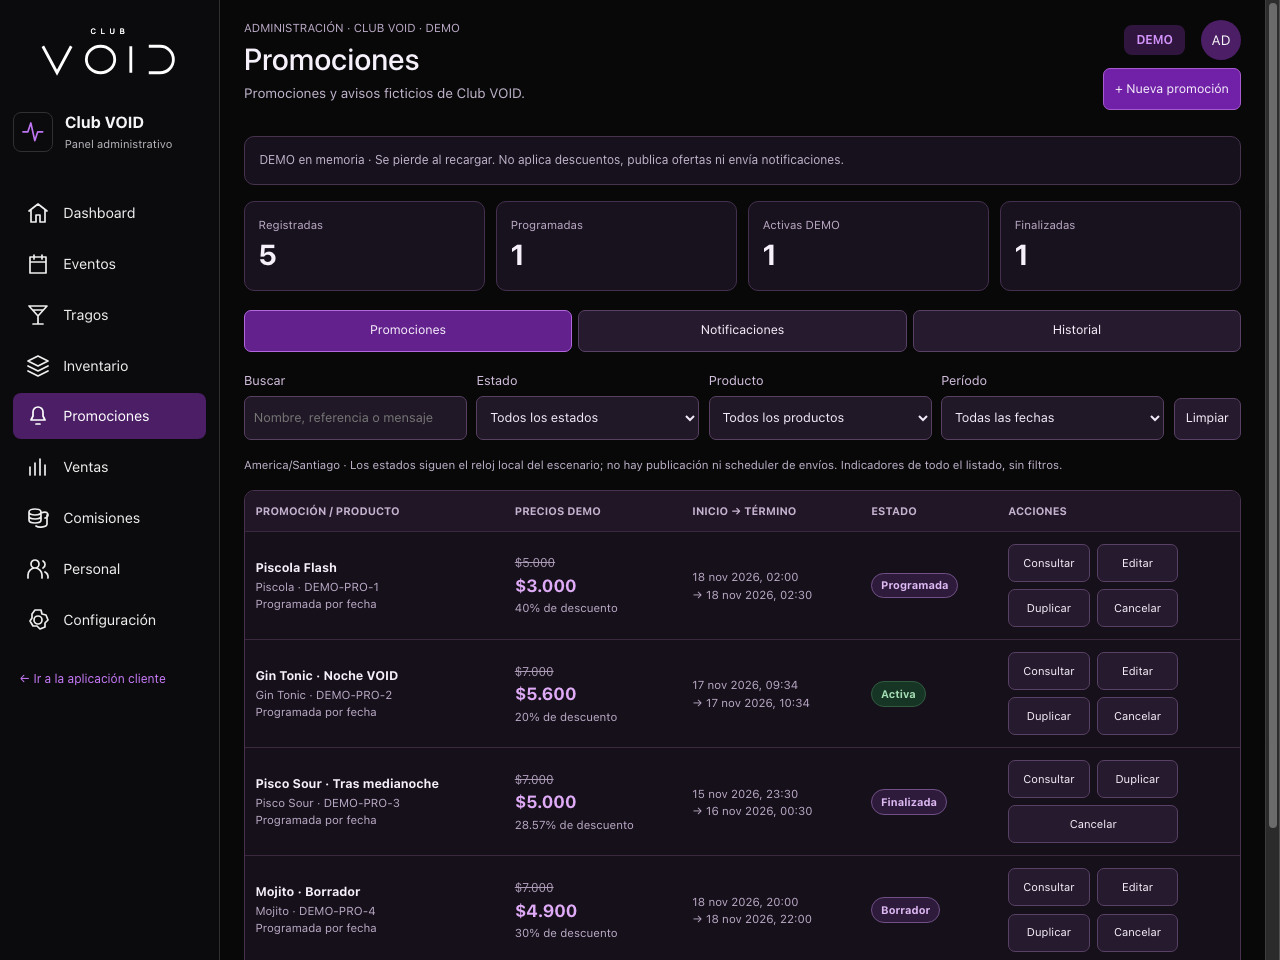 CLUB
VOID
Club VOID
Panel administrativo
Dashboard
Eventos
Tragos
Inventario
Promociones
Ventas
Comisiones
Personal
Configuración
← Ir a la aplicación cliente
ADMINISTRACIÓN · CLUB VOID · DEMO
Promociones
Promociones y avisos ficticios de Club VOID.
DEMO
AD
+ Nueva promoción
DEMO en memoria · Se pierde al recargar. No aplica descuentos, publica ofertas ni envía notificaciones.
Registradas
5
Programadas
1
Activas DEMO
1
Finalizadas
1
Promociones
Notificaciones
Historial
Buscar
Nombre, referencia o mensaje
Estado
Todos los estados
Producto
Todos los productos
Período
Todas las fechas
Limpiar
America/Santiago · Los estados siguen el reloj local del escenario; no hay publicación ni scheduler de envíos. Indicadores de todo el listado, sin filtros.
PROMOCIÓN / PRODUCTO
PRECIOS DEMO
INICIO → TÉRMINO
ESTADO
ACCIONES
Piscola Flash
Piscola · DEMO-PRO-1
Programada por fecha
$5.000
$3.000
40% de descuento
18 nov 2026, 02:00
→ 18 nov 2026, 02:30
Programada
Consultar
Editar
Duplicar
Cancelar
Gin Tonic · Noche VOID
Gin Tonic · DEMO-PRO-2
Programada por fecha
$7.000
$5.600
20% de descuento
17 nov 2026, 09:34
→ 17 nov 2026, 10:34
Activa
Consultar
Editar
Duplicar
Cancelar
Pisco Sour · Tras medianoche
Pisco Sour · DEMO-PRO-3
Programada por fecha
$7.000
$5.000
28.57% de descuento
15 nov 2026, 23:30
→ 16 nov 2026, 00:30
Finalizada
Consultar
Duplicar
Cancelar
Mojito · Borrador
Mojito · DEMO-PRO-4
Programada por fecha
$7.000
$4.900
30% de descuento
18 nov 2026, 20:00
→ 18 nov 2026, 22:00
Borrador
Consultar
Editar
Duplicar
Cancelar